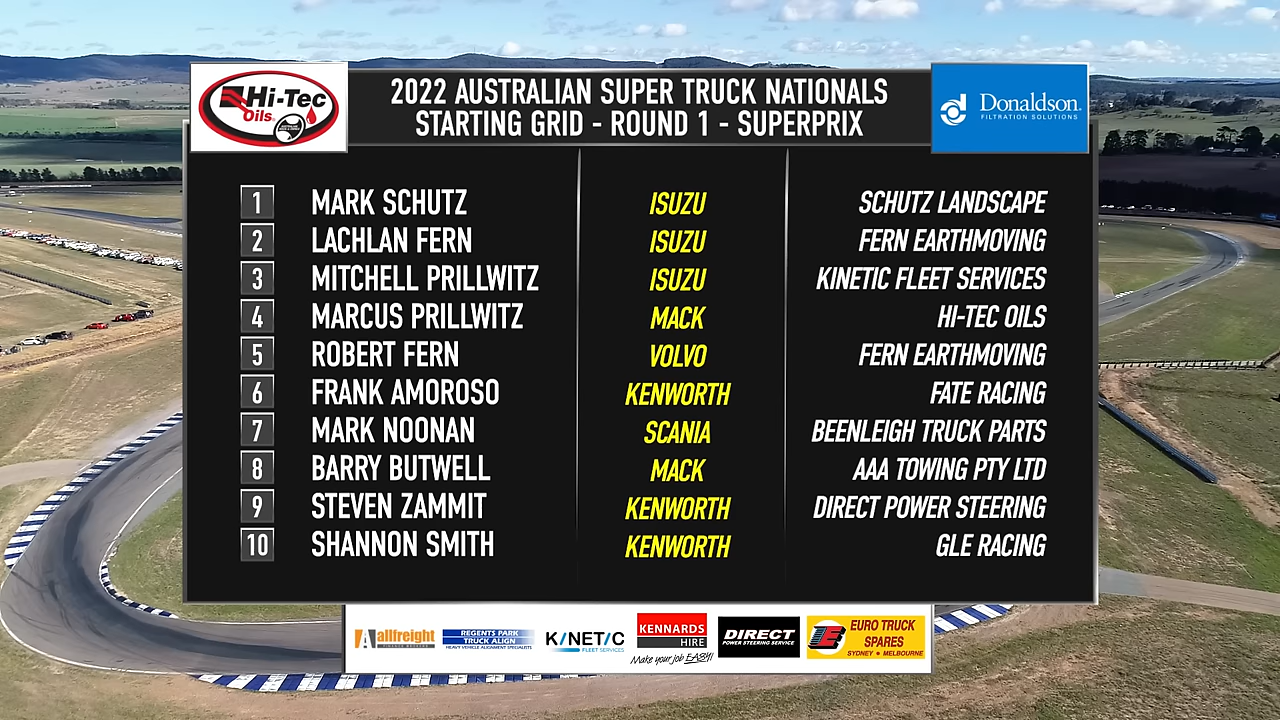 Hi-Tec
Oils
2022 AUSTRALIAN SUPER TRUCK NATIONALS
STARTING GRID - ROUND 1 - SUPERPRIX
Donaldson.
FILTRATION SOLUTIONS
1 MARK SCHUTZ ISUZU SCHUTZ LANDSCAPE
2 LACHLAN FERN ISUZU FERN EARTHMOVING
3 MITCHELL PRILLWITZ ISUZU KINETIC FLEET SERVICES
4 MARCUS PRILLWITZ MACK HI-TEC OILS
5 ROBERT FERN VOLVO FERN EARTHMOVING
6 FRANK AMOROSO KENWORTH FATE RACING
7 MARK NOONAN SCANIA BEENLEIGH TRUCK PARTS
8 BARRY BUTWELL MACK AAA TOWING PTY LTD
9 STEVEN ZAMMIT KENWORTH DIRECT POWER STEERING
10 SHANNON SMITH KENWORTH GLE RACING
allfreight
REGENTS PARK
TRUCK ALIGN
HEAVY VEHICLE ALIGNMENT SPECIALISTS
KINETIC
FLEET SERVICES
KENNARDS
HIRE
Make your job EASY!
DIRECT
POWER STEERING SERVICE
EURO TRUCK
SPARES
SYDNEY • MELBOURNE